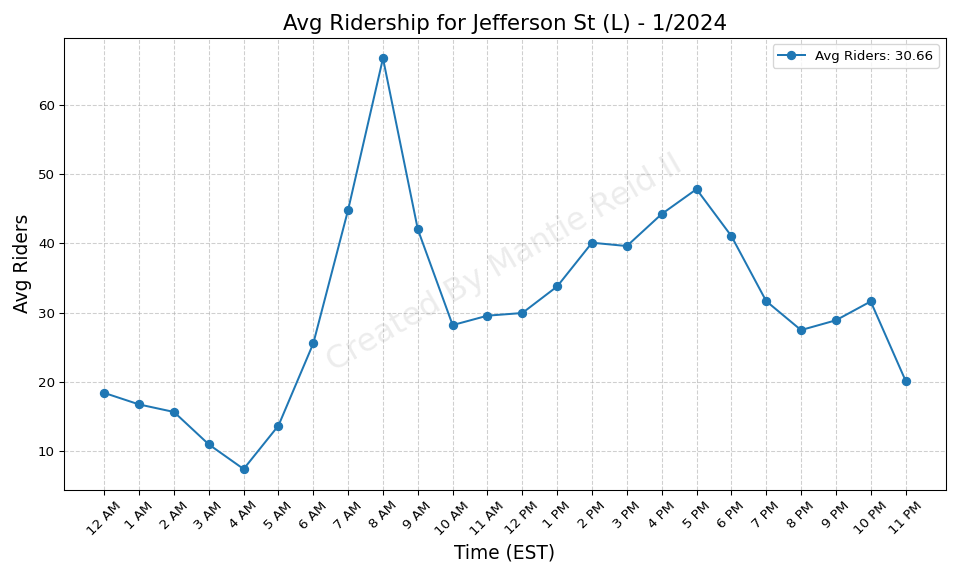 Avg Ridership for Jefferson St (L) - 1/2024
Avg Riders: 30.66
60
50
40
30
20
10
Avg Riders
Created By Mantle Reid II
12 AM
1 AM
2 AM
3 AM
4 AM
5 AM
6 AM
7 AM
8 AM
9 AM
10 AM
11 AM
12 PM
1 PM
2 PM
3 PM
4 PM
5 PM
6 PM
7 PM
8 PM
9 PM
10 PM
11 PM
Time (EST)